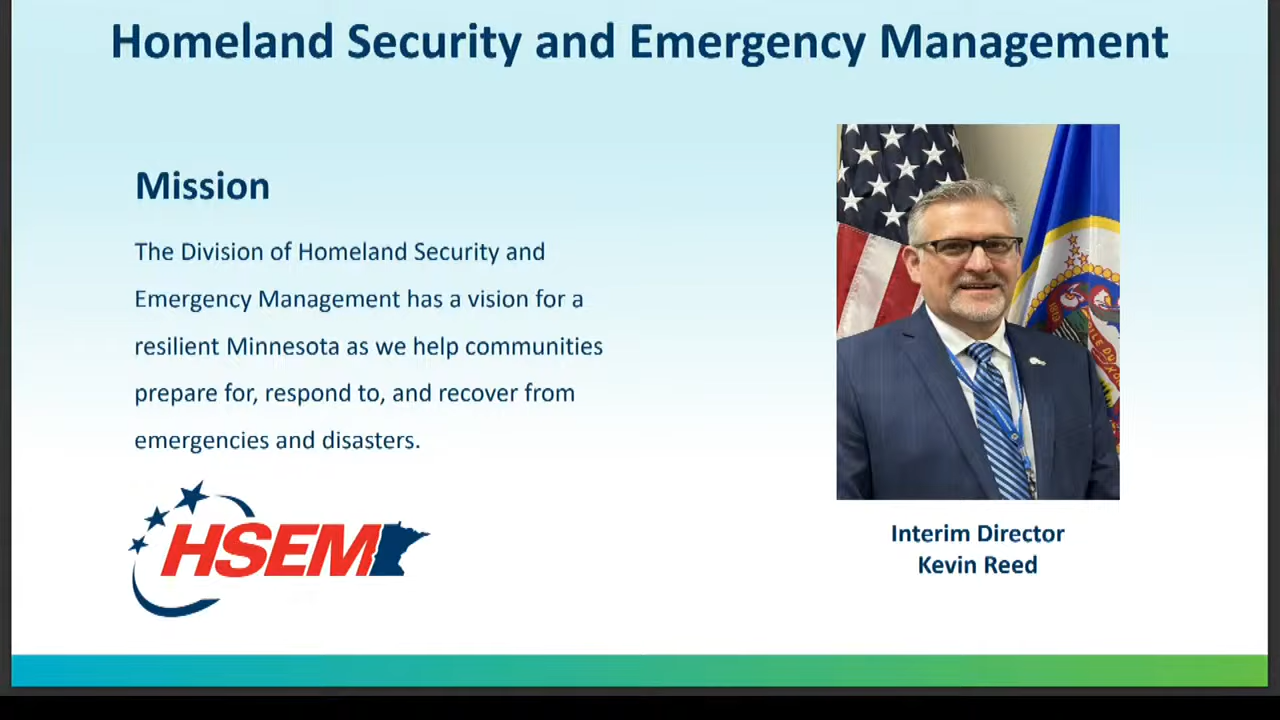 Homeland Security and Emergency Management
Mission
The Division of Homeland Security and
Emergency Management has a vision for a
resilient Minnesota as we help communities
prepare for, respond to, and recover from
emergencies and disasters.
HSEM
Interim Director
Kevin Reed